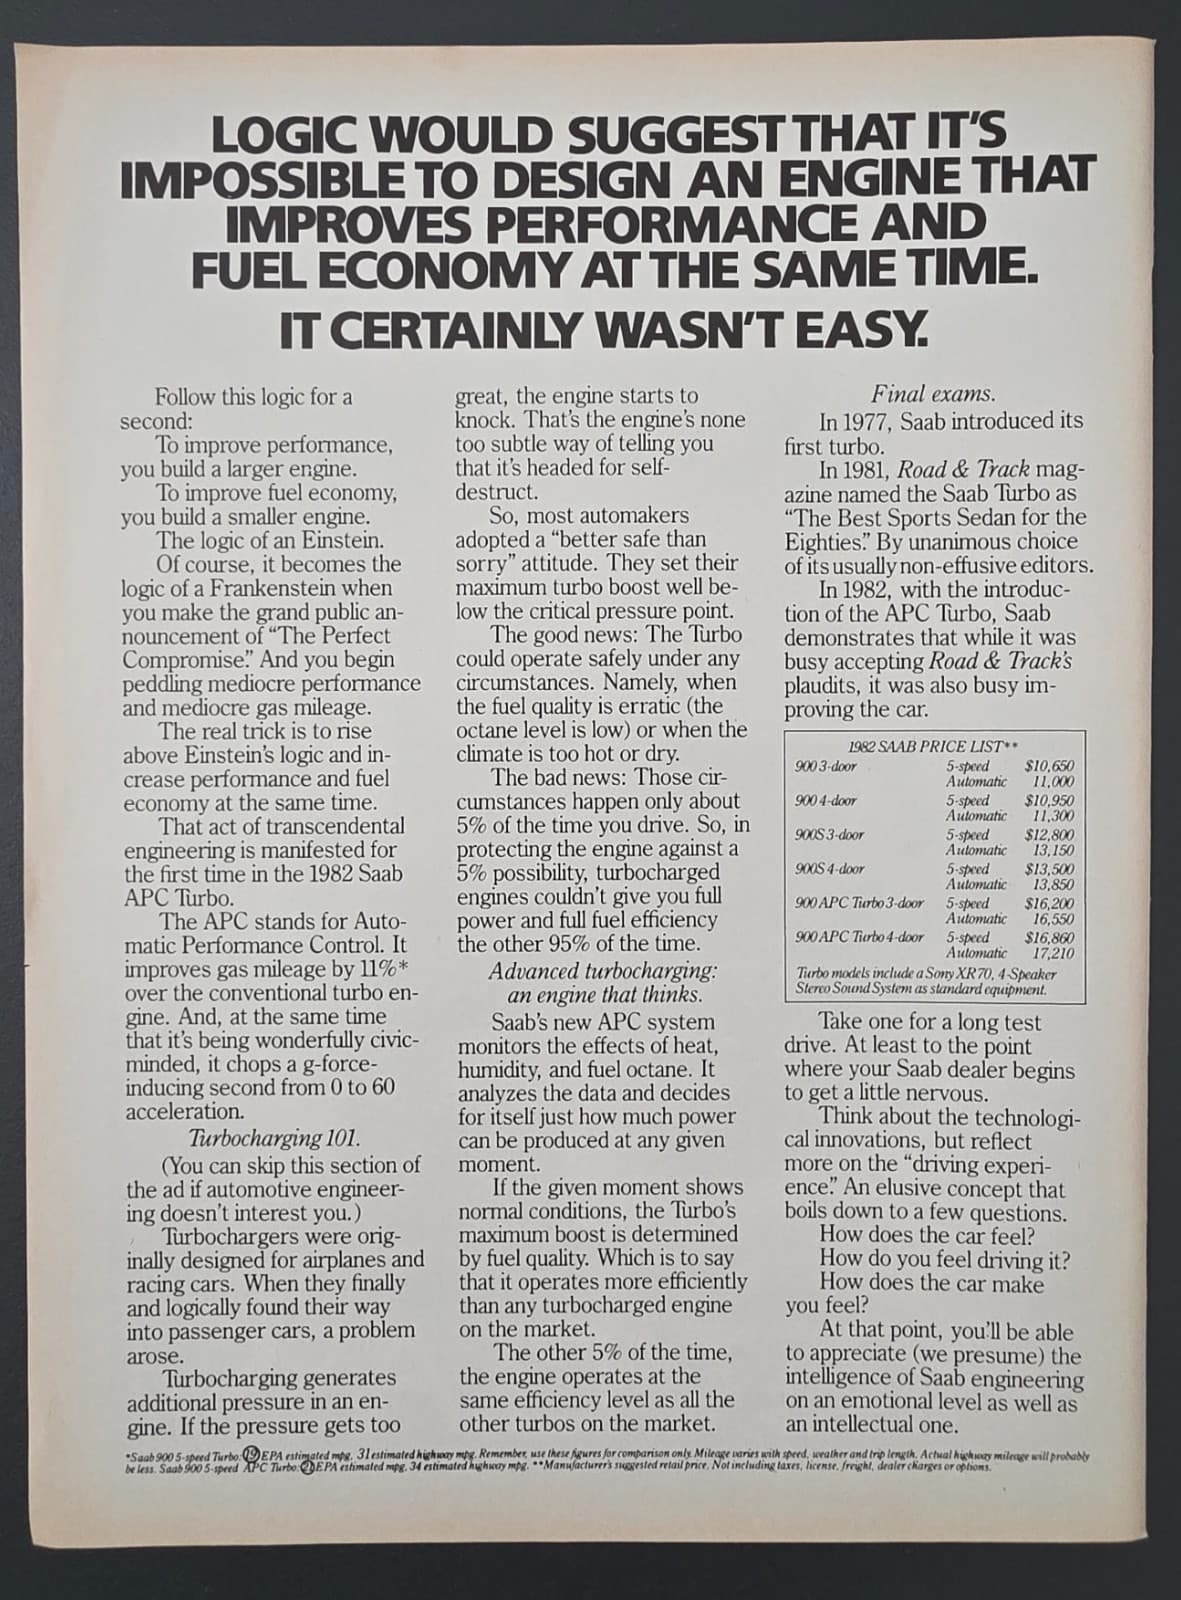 LOGIC WOULD SUGGEST THAT IT'S
IMPOSSIBLE TO DESIGN AN ENGINE THAT
IMPROVES PERFORMANCE AND
FUEL ECONOMY AT THE SAME TIME.
IT CERTAINLY WASN'T EASY.
Follow this logic for a
second:
To improve performance,
you build a larger engine.
To improve fuel economy,
you build a smaller engine.
The logic of an Einstein.
Of course, it becomes the
logic of a Frankenstein when
you make the grand public an-
nouncement of “The Perfect
Compromise.” And you begin
peddling mediocre performance
and mediocre gas mileage.
The real trick is to rise
above Einstein's logic and in-
crease performance and fuel
economy at the same time.
That act of transcendental
engineering is manifested for
the first time in the 1982 Saab
APC Turbo.
The APC stands for Auto-
matic Performance Control. It
improves gas mileage by 11%*
over the conventional turbo en-
gine. And, at the same time
that it's being wonderfully civic-
minded, it chops a g-force-
inducing second from 0 to 60
acceleration.
Turbocharging 101.
(You can skip this section of
the ad if automotive engineer-
ing doesn't interest you.)
Turbochargers were orig-
inally designed for airplanes and
racing cars. When they finally
and logically found their way
into passenger cars, a problem
arose.
Turbocharging generates
additional pressure in an en-
gine. If the pressure gets too
great, the engine starts to
knock. That's the engine's none
too subtle way of telling you
that it's headed for self-
destruct.
So, most automakers
adopted a “better safe than
sorry” attitude. They set their
maximum turbo boost well be-
low the critical pressure point.
The good news: The Turbo
could operate safely under any
circumstances. Namely, when
the fuel quality is erratic (the
octane level is low) or when the
climate is too hot or dry.
The bad news: Those cir-
cumstances happen only about
5% of the time you drive. So, in
protecting the engine against a
5% possibility, turbocharged
engines couldn't give you full
power and full fuel efficiency
the other 95% of the time.
Advanced turbocharging:
an engine that thinks.
Saab's new APC system
monitors the effects of heat,
humidity, and fuel octane. It
analyzes the data and decides
for itself just how much power
can be produced at any given
moment.
If the given moment shows
normal conditions, the Turbo's
maximum boost is determined
by fuel quality. Which is to say
that it operates more efficiently
than any turbocharged engine
on the market.
The other 5% of the time,
the engine operates at the
same efficiency level as all the
other turbos on the market.
Final exams.
In 1977, Saab introduced its
first turbo.
In 1981, Road & Track mag-
azine named the Saab Turbo as
“The Best Sports Sedan for the
Eighties.” By unanimous choice
of its usually non-effusive editors.
In 1982, with the introduc-
tion of the APC Turbo, Saab
demonstrates that while it was
busy accepting Road & Track's
plaudits, it was also busy im-
proving the car.
1982 SAAB PRICE LIST**
900 3-door 5-speed $10,650
Automatic 11,000
900 4-door 5-speed $10,950
Automatic 11,300
900S 3-door 5-speed $12,800
Automatic 13,150
900S 4-door 5-speed $13,500
Automatic 13,850
900 APC Turbo 3-door 5-speed $16,200
Automatic 16,550
900 APC Turbo 4-door 5-speed $16,860
Automatic 17,210
Turbo models include a Sony XR 70, 4-Speaker
Stereo Sound System as standard equipment.
Take one for a long test
drive. At least to the point
where your Saab dealer begins
to get a little nervous.
Think about the technologi-
cal innovations, but reflect
more on the “driving experi-
ence.” An elusive concept that
boils down to a few questions.
How does the car feel?
How do you feel driving it?
How does the car make
you feel?
At that point, you'll be able
to appreciate (we presume) the
intelligence of Saab engineering
on an emotional level as well as
an intellectual one.
*Saab 900 5-speed Turbo: 19 EPA estimated mpg, 31 estimated highway mpg. Remember, use these figures for comparison only. Mileage varies with speed, weather and trip length. Actual highway mileage will probably
be less. Saab 900 5-speed APC Turbo: 21 EPA estimated mpg, 34 estimated highway mpg. **Manufacturer's suggested retail price. Not including taxes, license, freight, dealer charges or options.